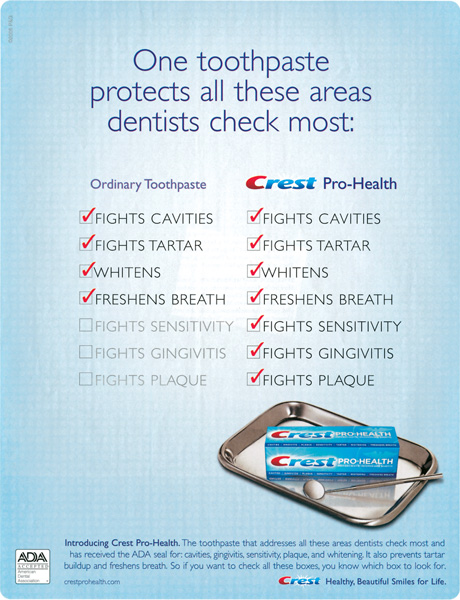 One toothpaste
protects all these areas
dentists check most:
Ordinary Toothpaste
FIGHTS CAVITIES
FIGHTS TARTAR
WHITENS
FRESHENS BREATH
FIGHTS SENSITIVITY
FIGHTS GINGIVITIS
FIGHTS PLAQUE
Crest Pro-Health
FIGHTS CAVITIES
FIGHTS TARTAR
WHITENS
FRESHENS BREATH
FIGHTS SENSITIVITY
FIGHTS GINGIVITIS
FIGHTS PLAQUE
Crest PRO-HEALTH
Crest PRO-HEALTH
ADA
ACCEPTED
American
Dental
Association
Introducing Crest Pro-Health. The toothpaste that addresses all these areas dentists check most and
has received the ADA seal for: cavities, gingivitis, sensitivity, plaque, and whitening. It also prevents tartar
buildup and freshens breath. So if you want to check all these boxes, you know which box to look for.
crestprohealth.com
Crest Healthy, Beautiful Smiles for Life.